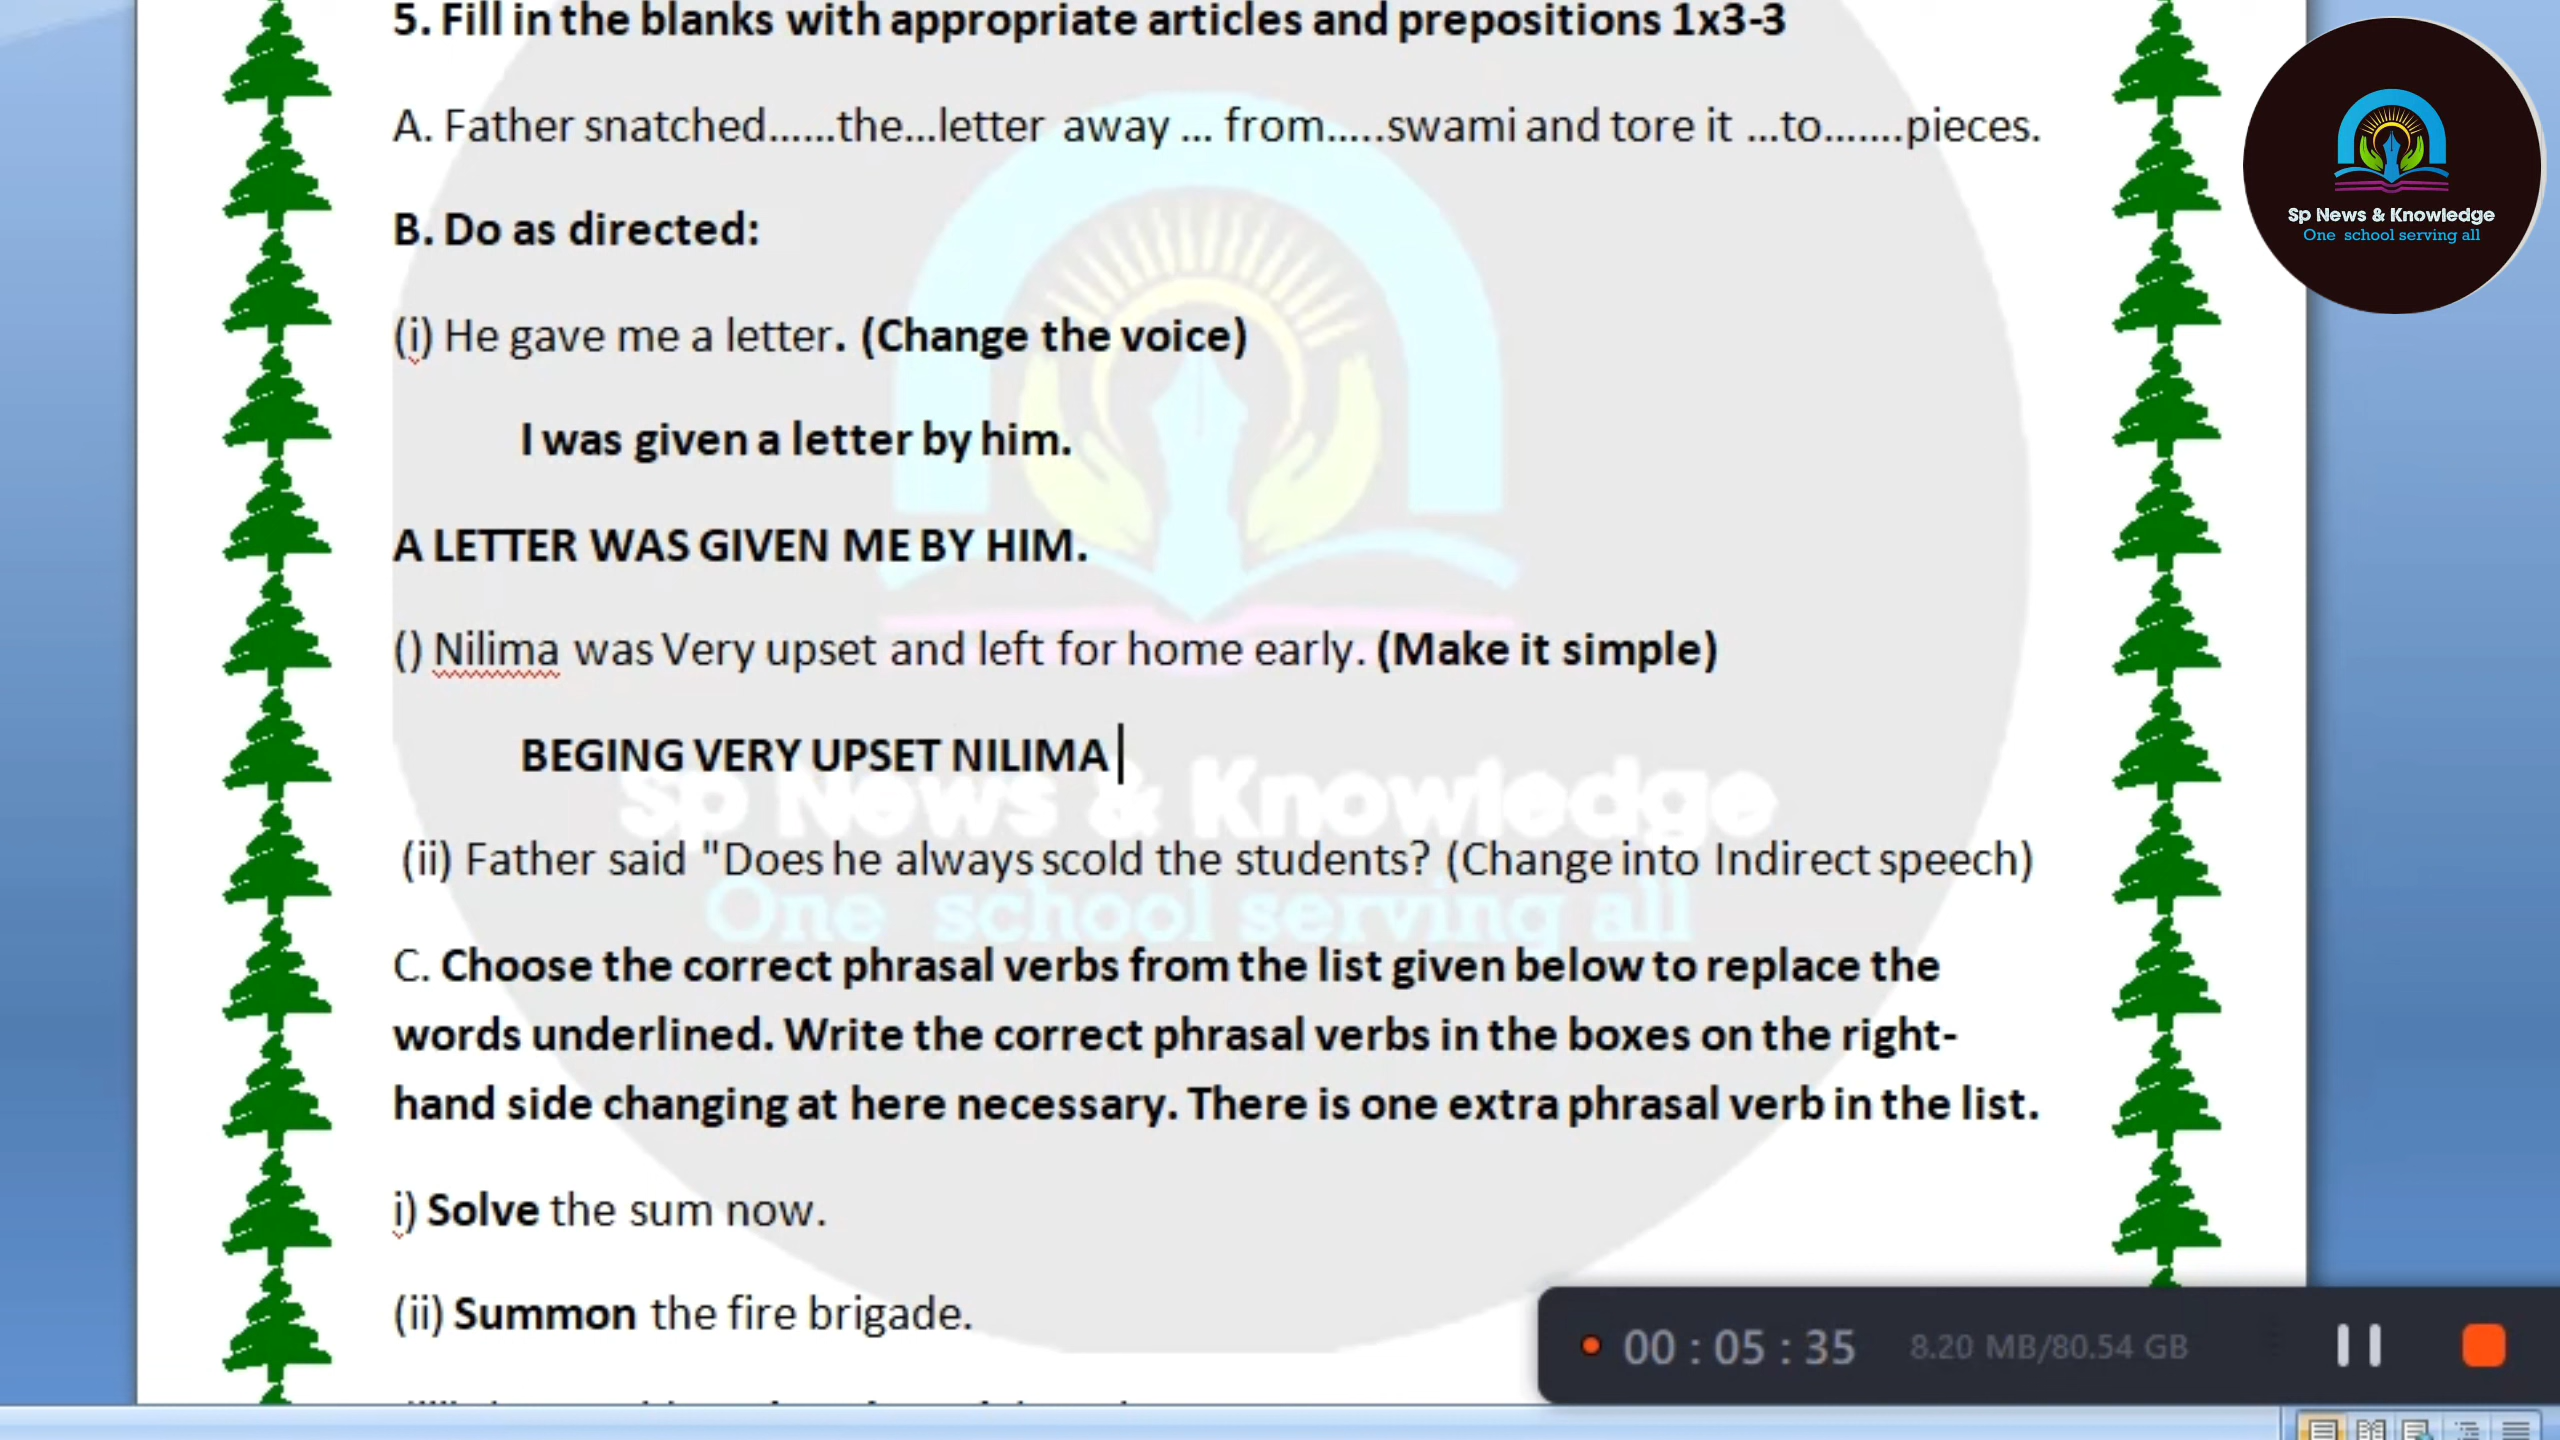 5. Fill in the blanks with appropriate articles and prepositions 1x3-3
A. Father snatched......the...letter away ... from.....swami and tore it ...to.......pieces.
B. Do as directed:
(i) He gave me a letter. (Change the voice)
I was given a letter by him.
A LETTER WAS GIVEN ME BY HIM.
() Nilima was Very upset and left for home early. (Make it simple)
BEGING VERY UPSET NILIMA
(ii) Father said "Does he always scold the students? (Change into Indirect speech)
C. Choose the correct phrasal verbs from the list given below to replace the
words underlined. Write the correct phrasal verbs in the boxes on the right-
hand side changing at here necessary. There is one extra phrasal verb in the list.
i) Solve the sum now.
(ii) Summon the fire brigade.
Sp News & Knowledge
One school serving all
Sp News & Knowledge
One school serving all
00 : 05 : 35 8.20 MB/80.54 GB